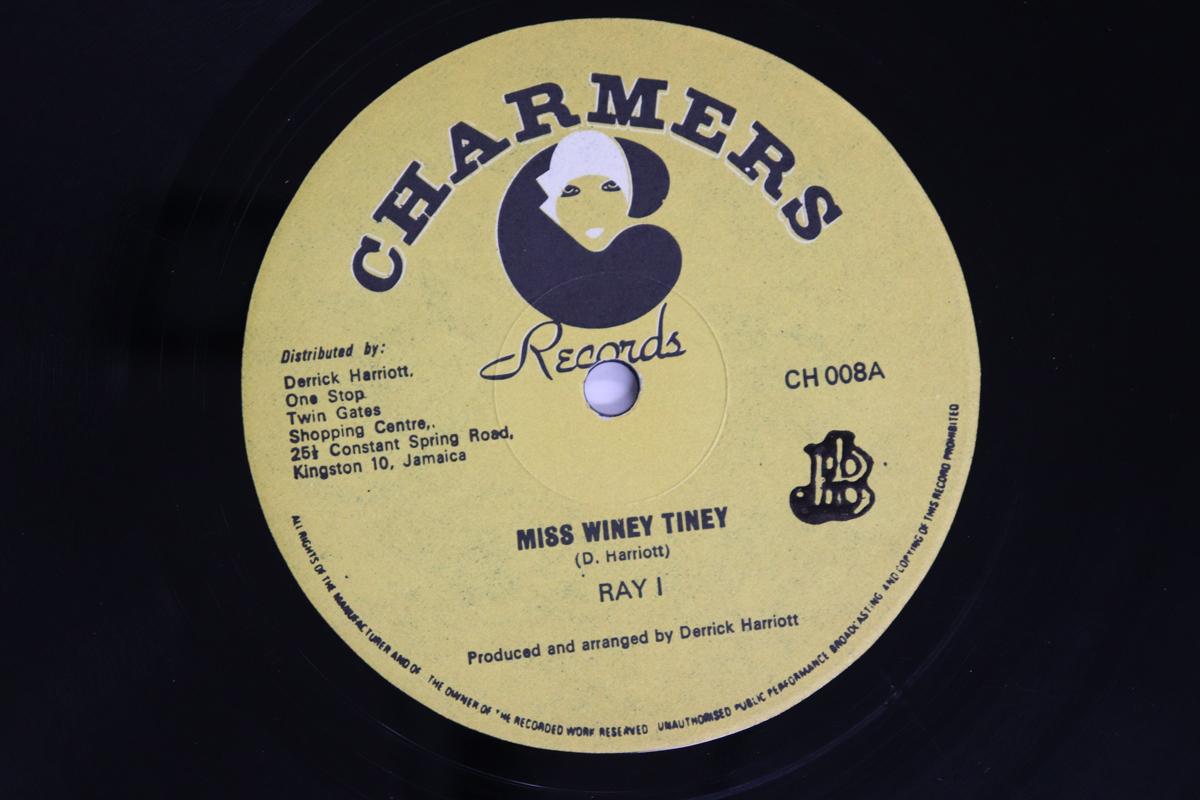 CHARMERS
Records
Distributed by:
Derrick Harriott,
One Stop
Twin Gates
Shopping Centre,.
25½ Constant Spring Road,
Kingston 10, Jamaica
CH 008A
MISS WINEY TINEY
(D. Harriott)
RAY I
Produced and arranged by Derrick Harriott
ALL RIGHTS OF THE MANUFACTURER AND OF THE OWNER OF THE RECORDED WORK RESERVED UNAUTHORISED PUBLIC PERFORMANCE BROADCASTING AND COPYING OF THIS RECORD PROHIBITED